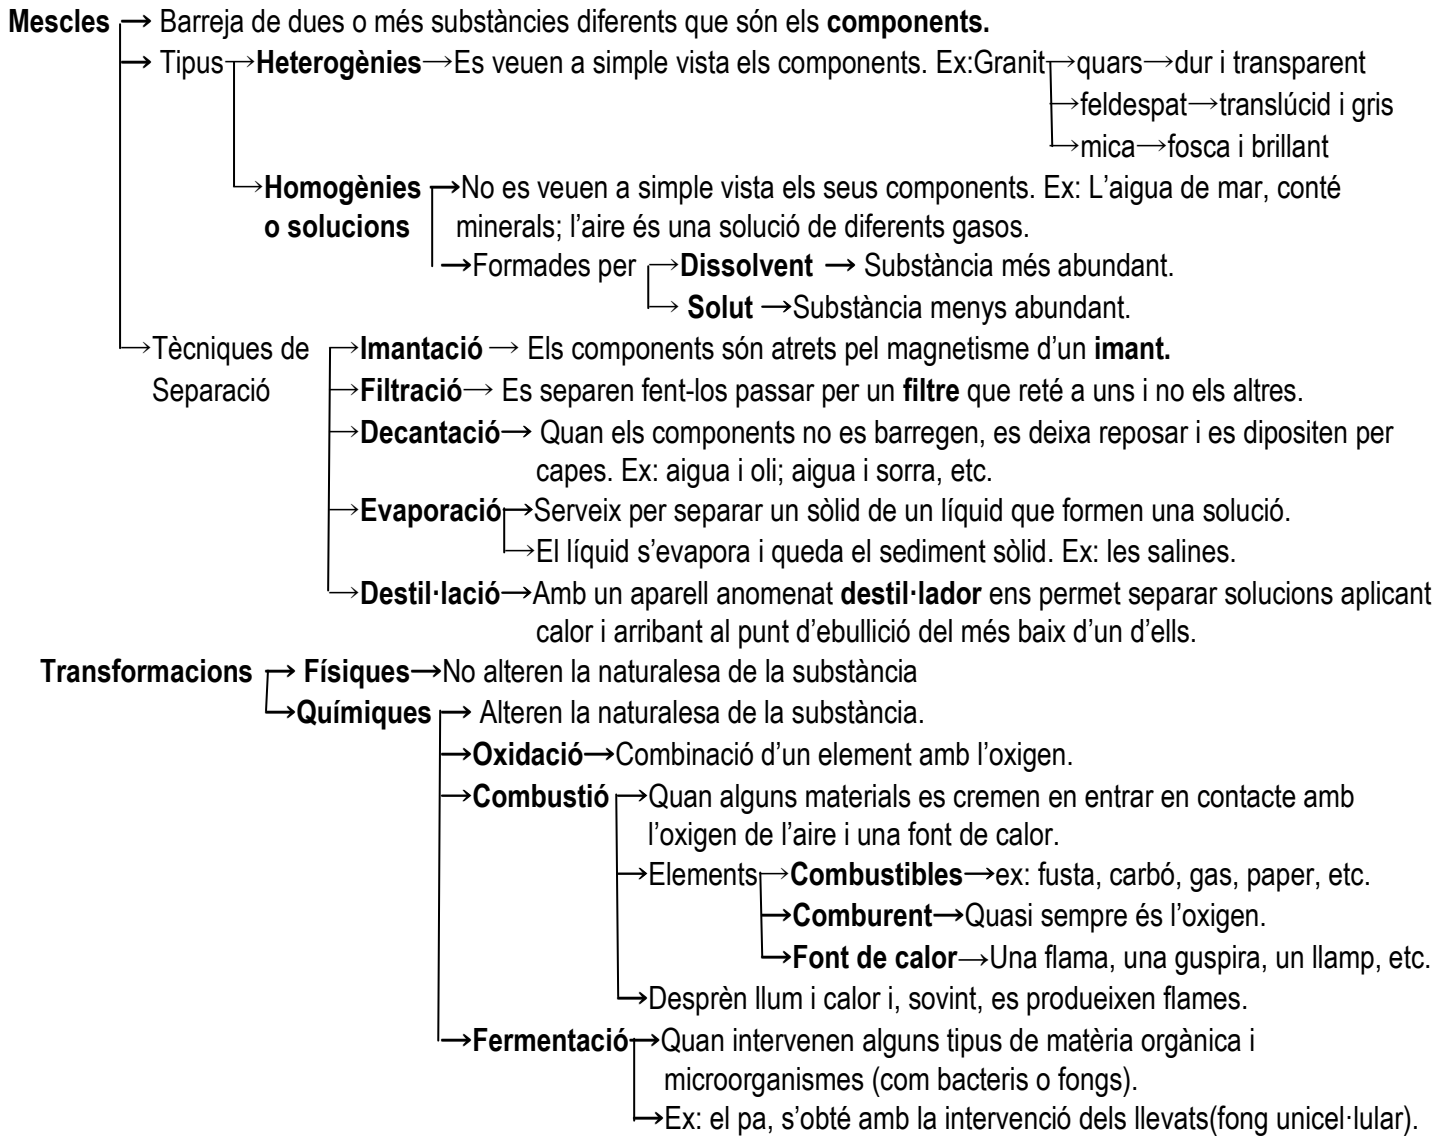 Mescles → Barreja de dues o més substàncies diferents que són els components.
→ Tipus →Heterogènies→Es veuen a simple vista els components. Ex:Granit→quars→dur i transparent
→feldespat→translúcid i gris
→mica→fosca i brillant
→Homogènies →No es veuen a simple vista els seus components. Ex: L’aigua de mar, conté
o solucions minerals; l’aire és una solució de diferents gasos.
→Formades per →Dissolvent → Substància més abundant.
→ Solut →Substància menys abundant.
→Tècniques de →Imantació → Els components són atrets pel magnetisme d’un imant.
Separació →Filtració→ Es separen fent-los passar per un filtre que reté a uns i no els altres.
→Decantació→ Quan els components no es barregen, es deixa reposar i es dipositen per
capes. Ex: aigua i oli; aigua i sorra, etc.
→Evaporació→Serveix per separar un sòlid de un líquid que formen una solució.
→El líquid s’evapora i queda el sediment sòlid. Ex: les salines.
→Destil·lació→Amb un aparell anomenat destil·lador ens permet separar solucions aplicant
calor i arribant al punt d’ebullició del més baix d’un d’ells.
Transformacions → Físiques→No alteren la naturalesa de la substància
→Químiques → Alteren la naturalesa de la substància.
→Oxidació→Combinació d’un element amb l’oxigen.
→Combustió →Quan alguns materials es cremen en entrar en contacte amb
l’oxigen de l’aire i una font de calor.
→Elements→Combustibles→ex: fusta, carbó, gas, paper, etc.
→Comburent→Quasi sempre és l’oxigen.
→Font de calor→Una flama, una guspira, un llamp, etc.
→Desprèn llum i calor i, sovint, es produeixen flames.
→Fermentació→Quan intervenen alguns tipus de matèria orgànica i
microorganismes (com bacteris o fongs).
→Ex: el pa, s’obté amb la intervenció dels llevats(fong unicel·lular).